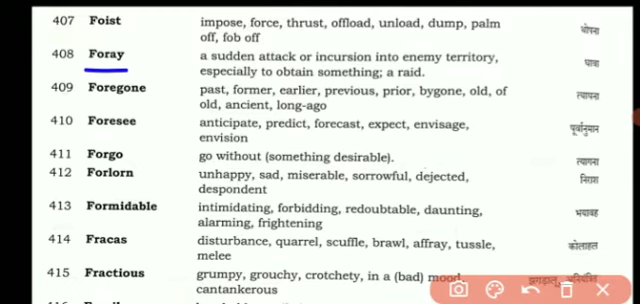 407 Foist impose, force, thrust, offload, unload, dump, palm off, fob off थोपना
408 Foray a sudden attack or incursion into enemy territory, especially to obtain something; a raid. धावा
409 Foregone past, former, earlier, previous, prior, bygone, old, of old, ancient, long-ago त्यागना
410 Foresee anticipate, predict, forecast, expect, envisage, envision पूर्वानुमान
411 Forgo go without (something desirable). त्यागना
412 Forlorn unhappy, sad, miserable, sorrowful, dejected, despondent निराश
413 Formidable intimidating, forbidding, redoubtable, daunting, alarming, frightening भयावह
414 Fracas disturbance, quarrel, scuffle, brawl, affray, tussle, melee कोलाहल
415 Fractious grumpy, grouchy, crotchety, in a (bad) mood, cantankerous झगड़ालू